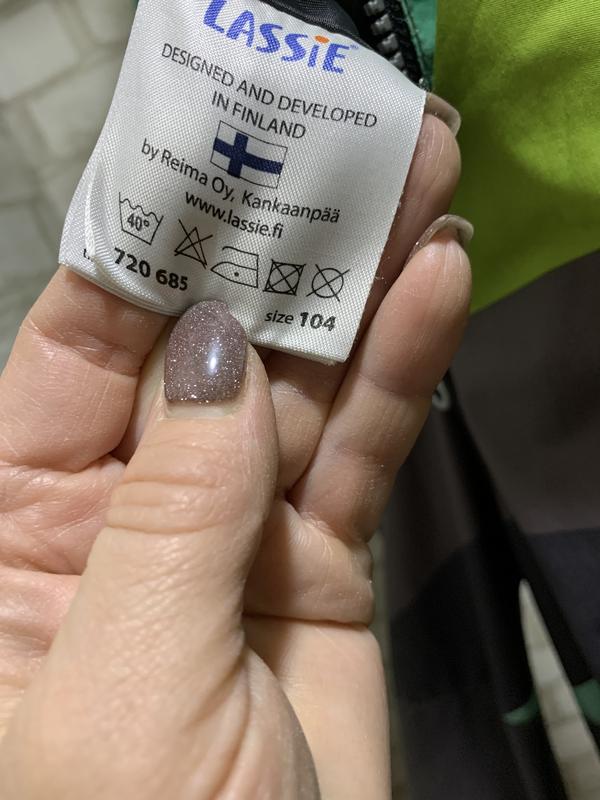 LASSiE®
DESIGNED AND DEVELOPED
IN FINLAND
by Reima Oy, Kankaanpää
www.lassie.fi
40°
720 685
size 104